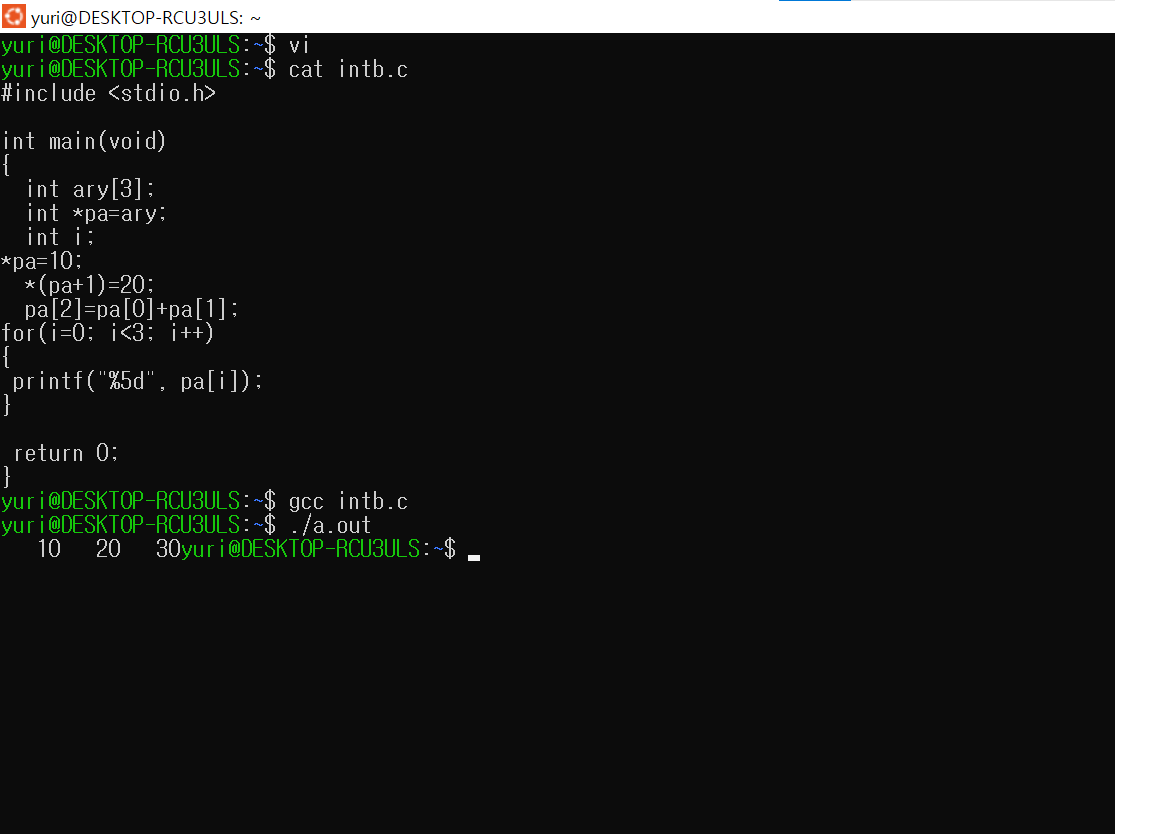 yuri@DESKTOP-RCU3ULS: ~
yuri@DESKTOP-RCU3ULS:~$ vi
yuri@DESKTOP-RCU3ULS:~$ cat intb.c
#include <stdio.h>
int main(void)
{
  int ary[3];
  int *pa=ary;
  int i;
*pa=10;
  *(pa+1)=20;
  pa[2]=pa[0]+pa[1];
for(i=0; i<3; i++)
{
 printf("%5d", pa[i]);
}
 return 0;
}
yuri@DESKTOP-RCU3ULS:~$ gcc intb.c
yuri@DESKTOP-RCU3ULS:~$ ./a.out
   10   20   30yuri@DESKTOP-RCU3ULS:~$